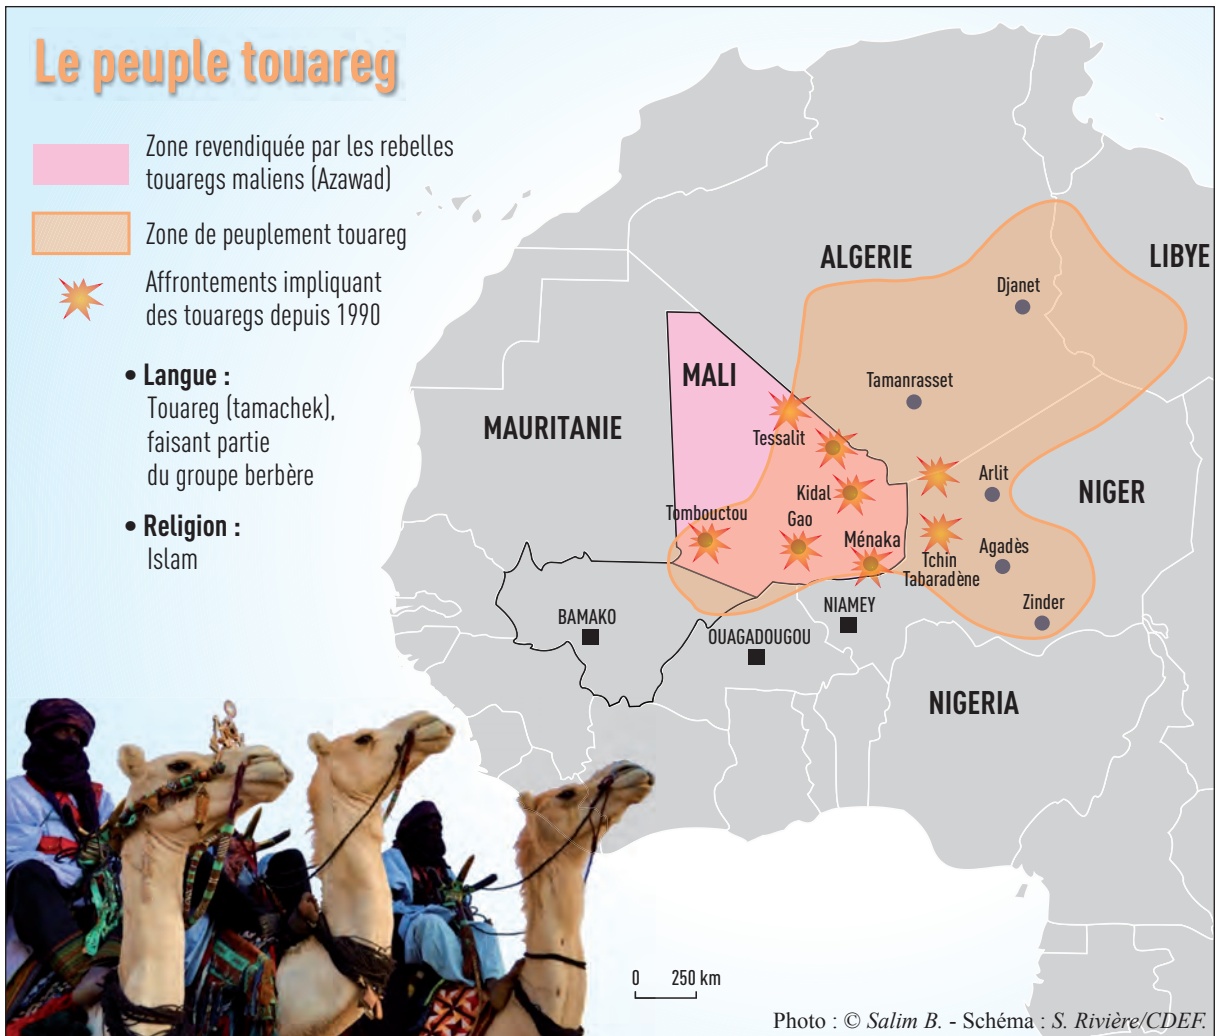 Le peuple touareg
Zone revendiquée par les rebelles
touaregs maliens (Azawad)
Zone de peuplement touareg
Affrontements impliquant
des touaregs depuis 1990
• Langue :
Touareg (tamachek),
faisant partie
du groupe berbère
• Religion :
Islam
ALGERIE
LIBYE
Djanet
MALI
Tamanrasset
MAURITANIE
Tessalit
Arlit
NIGER
Kidal
Tombouctou
Gao
Ménaka
Agadès
Tchin
Tabaradène
Zinder
NIAMEY
BAMAKO
OUAGADOUGOU
NIGERIA
0 250 km
Photo : © Salim B. - Schéma : S. Rivière/CDEF.